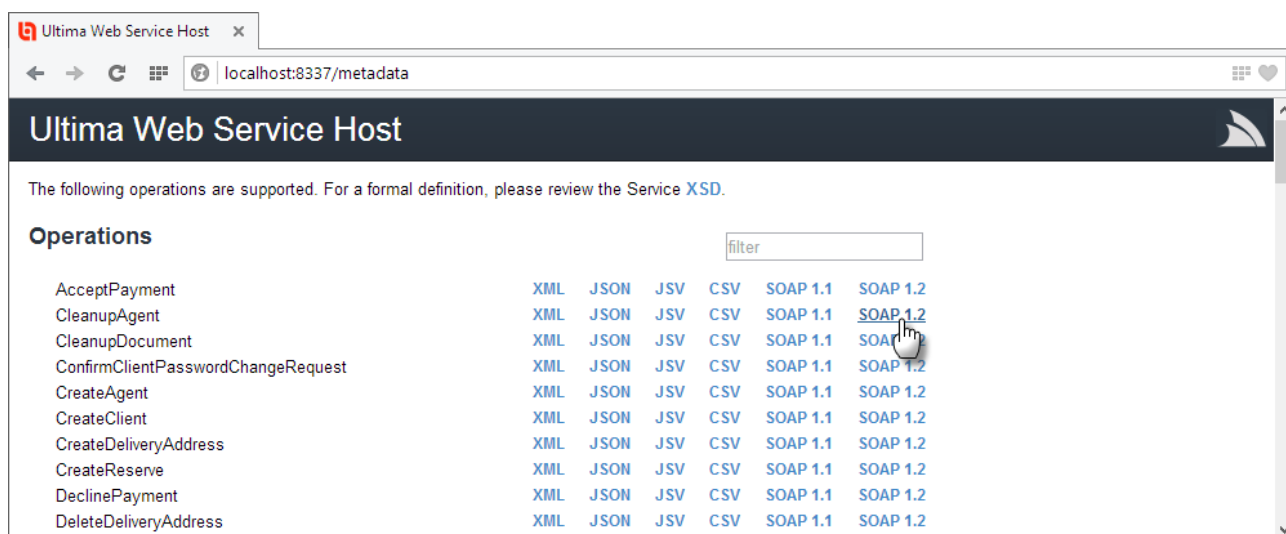 Ultima Web Service Host
localhost:8337/metadata
Ultima Web Service Host
The following operations are supported. For a formal definition, please review the Service XSD.
Operations
filter
AcceptPayment XML JSON JSV CSV SOAP 1.1 SOAP 1.2
CleanupAgent XML JSON JSV CSV SOAP 1.1 SOAP 1.2
CleanupDocument XML JSON JSV CSV SOAP 1.1 SOAP 1.2
ConfirmClientPasswordChangeRequest XML JSON JSV CSV SOAP 1.1 SOAP 1.2
CreateAgent XML JSON JSV CSV SOAP 1.1 SOAP 1.2
CreateClient XML JSON JSV CSV SOAP 1.1 SOAP 1.2
CreateDeliveryAddress XML JSON JSV CSV SOAP 1.1 SOAP 1.2
CreateReserve XML JSON JSV CSV SOAP 1.1 SOAP 1.2
DeclinePayment XML JSON JSV CSV SOAP 1.1 SOAP 1.2
DeleteDeliveryAddress XML JSON JSV CSV SOAP 1.1 SOAP 1.2